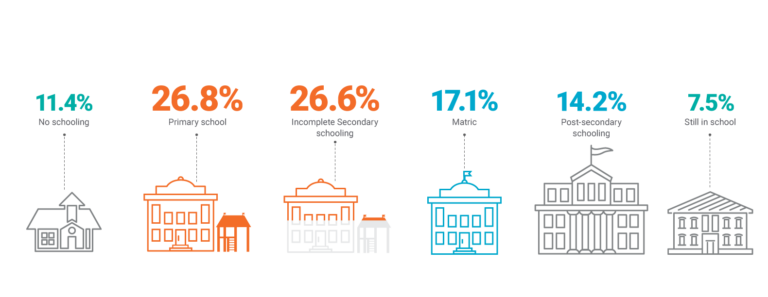 11.4%
No schooling
26.8%
Primary school
26.6%
Incomplete Secondary
schooling
17.1%
Matric
14.2%
Post-secondary
schooling
7.5%
Still in school